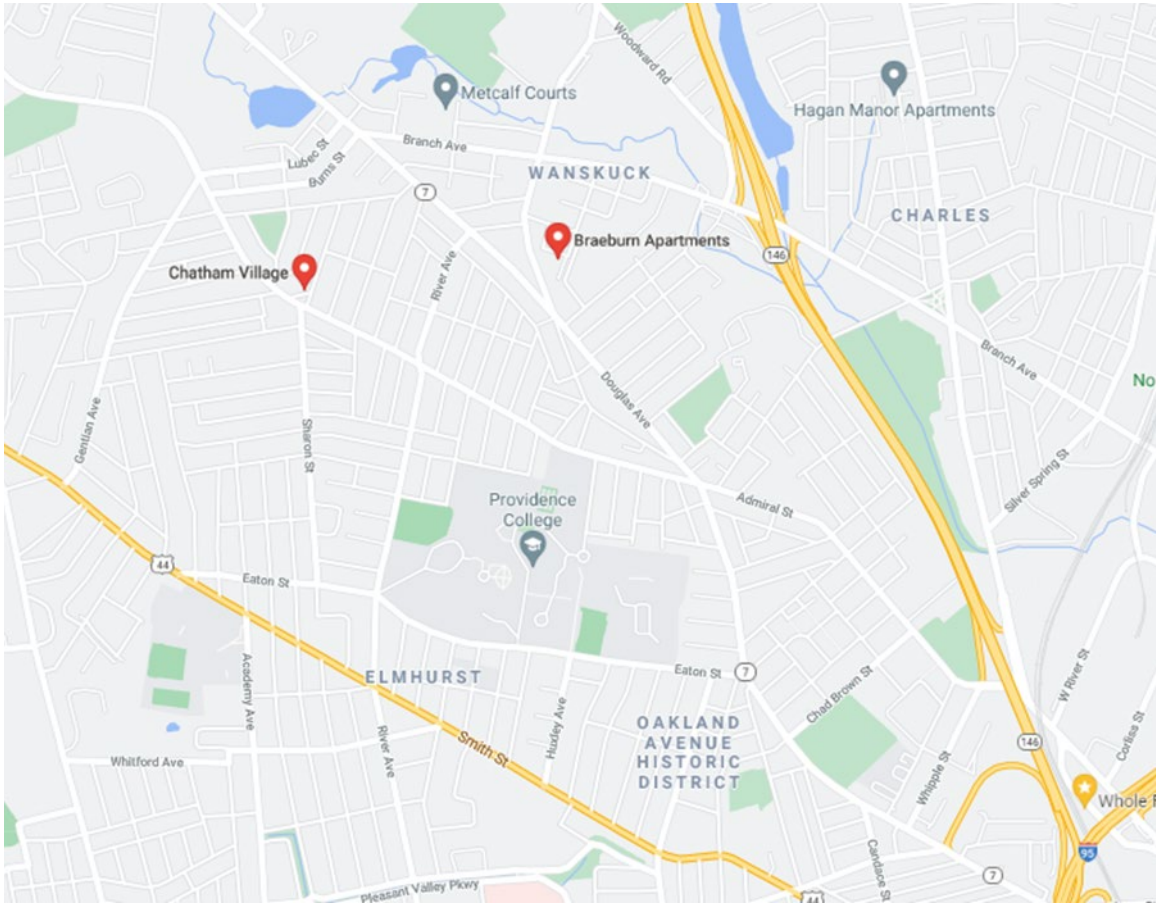 Woodward Rd
Metcalf Courts
Hagan Manor Apartments
Branch Ave
Lubec St
Burns St
WANSKUCK
7
CHARLES
Braeburn Apartments
146
Chatham Village
River Ave
Branch Ave
No
Douglas Ave
Gentian Ave
Sharon St
Silver Spring St
Admiral St
Providence
College
44
Eaton St
Eaton St
7
ELMHURST
Academy Ave
Chad Brown St
W River St
OAKLAND
AVENUE
HISTORIC
DISTRICT
Huxley Ave
Smith St
River Ave
Whitford Ave
146
Corliss St
Whipple St
Whole F
95
Candace St
7
Pleasant Valley Pkwy
44